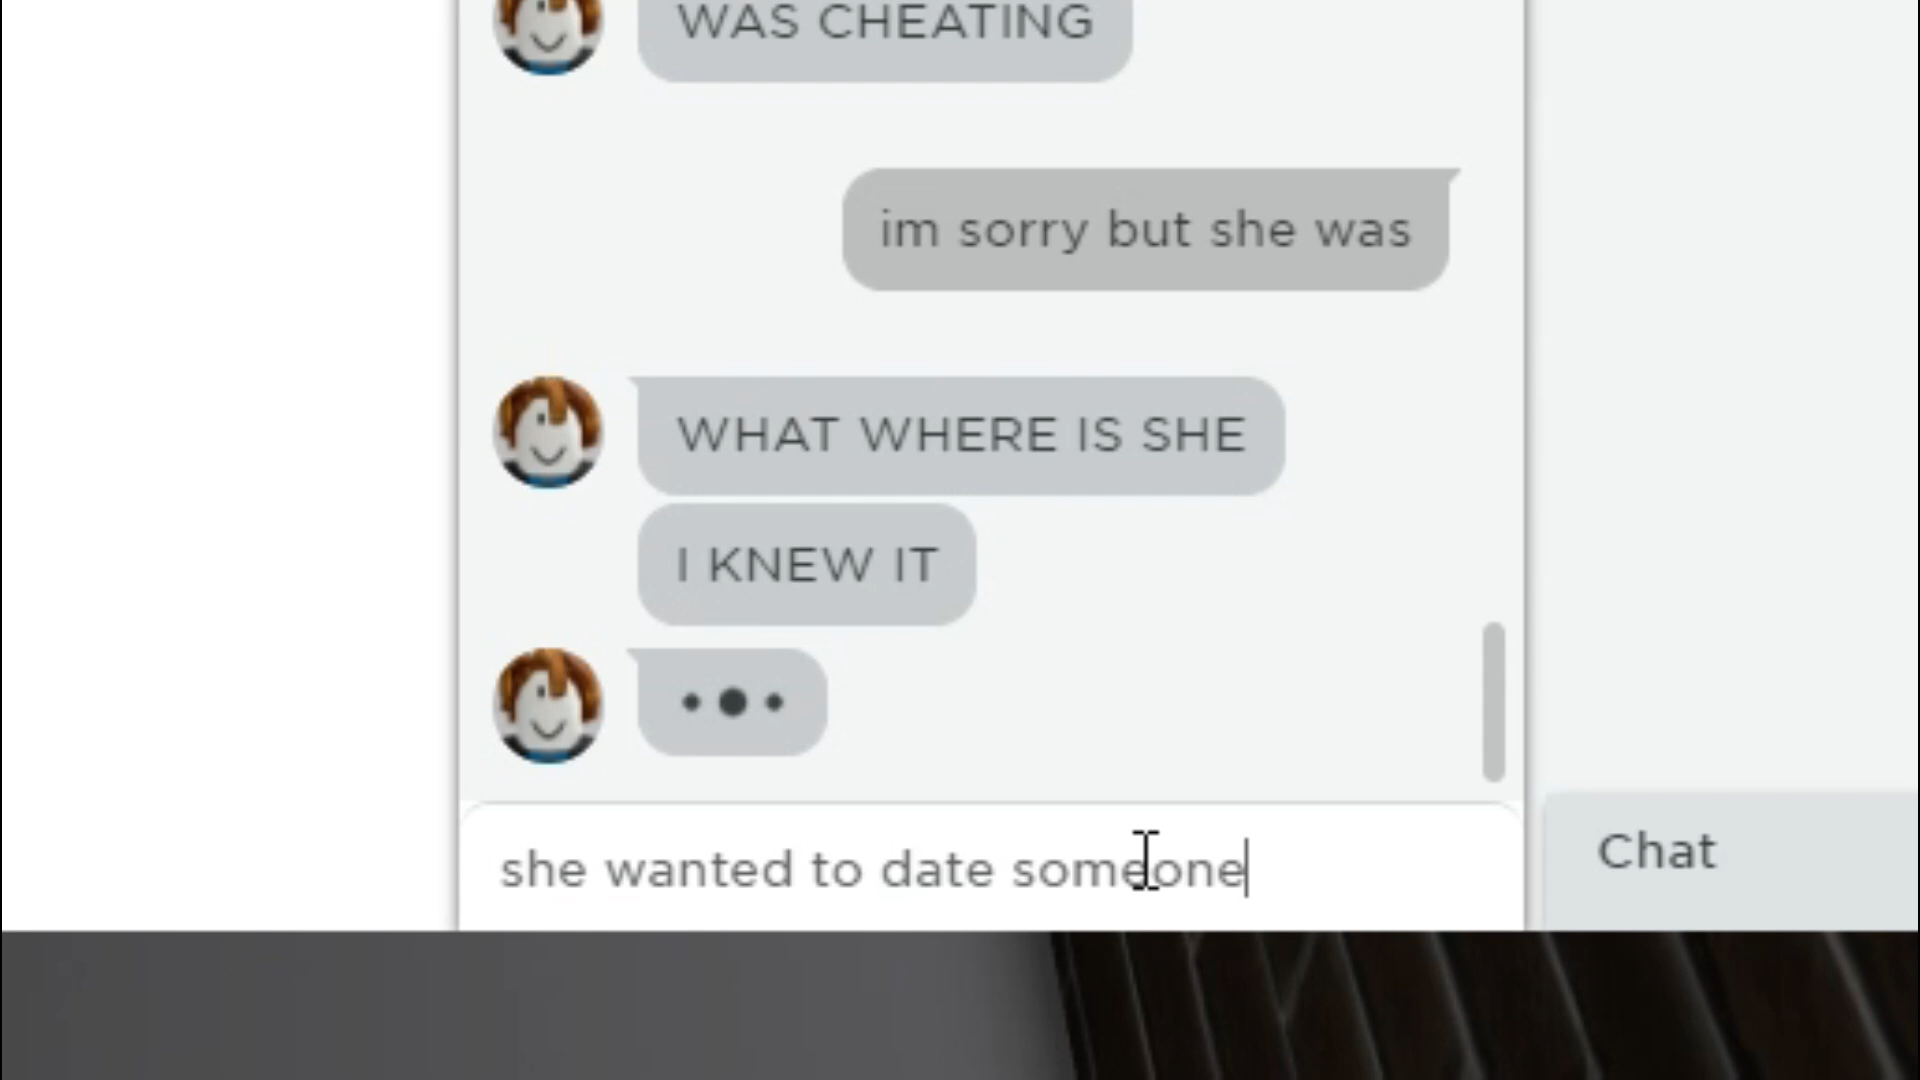 WAS CHEATING
im sorry but she was
WHAT WHERE IS SHE
I KNEW IT
she wanted to date someone
Chat